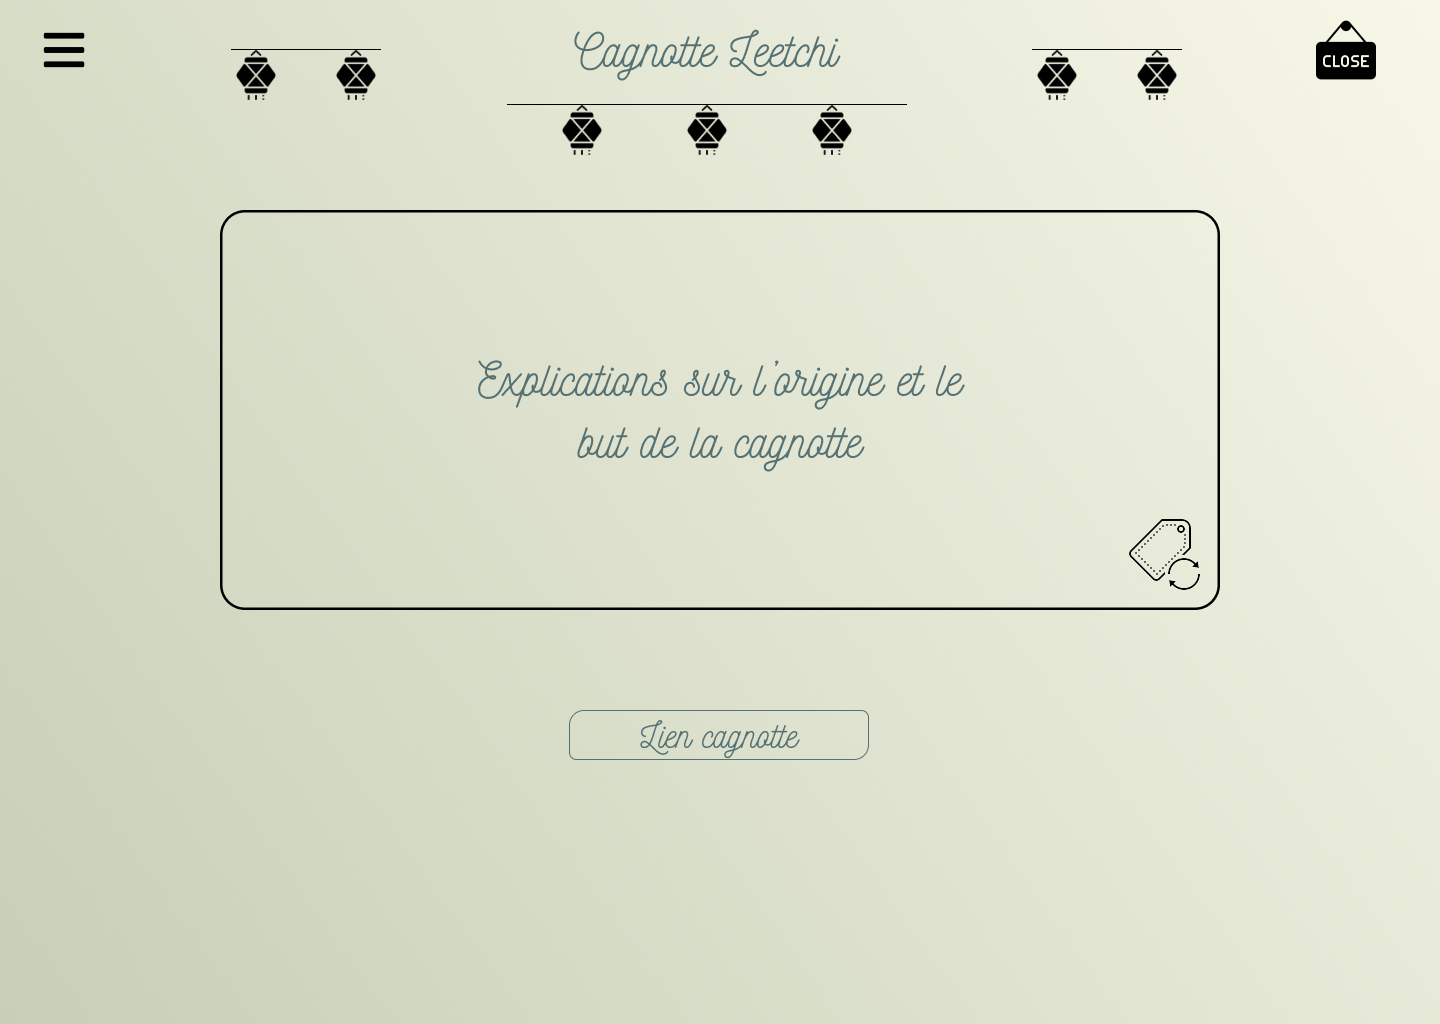 Cagnotte Leetchi
CLOSE
Explications sur l'origine et le
but de la cagnotte
Lien cagnotte